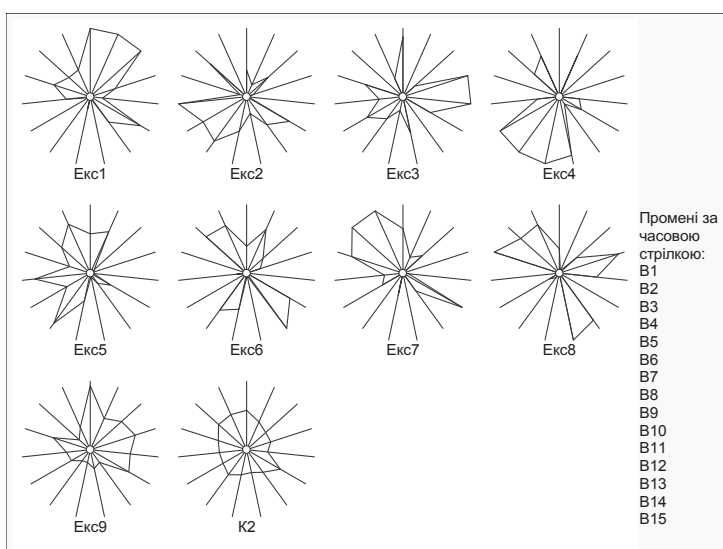 Екс1
Екс2
Екс3
Екс4
Екс5
Екс6
Екс7
Екс8
Екс9
К2
Промені за
часовою
стрілкою:
В1
В2
В3
В4
В5
В6
В7
В8
В9
В10
В11
В12
В13
В14
В15